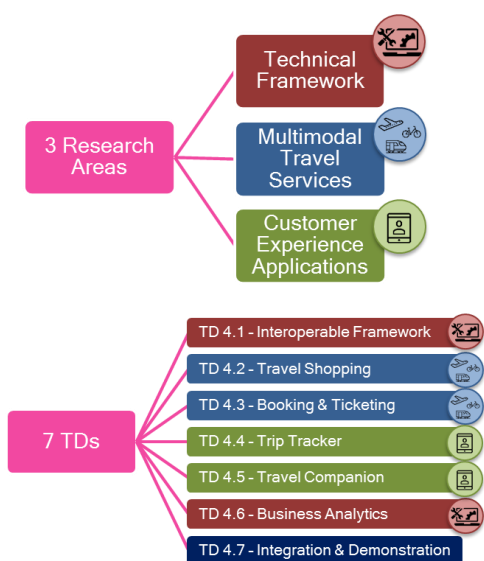 Technical
Framework
3 Research
Areas
Multimodal
Travel
Services
Customer
Experience
Applications
TD 4.1 - Interoperable Framework
TD 4.2 - Travel Shopping
TD 4.3 - Booking & Ticketing
7 TDs
TD 4.4 - Trip Tracker
TD 4.5 - Travel Companion
TD 4.6 - Business Analytics
TD 4.7 - Integration & Demonstration